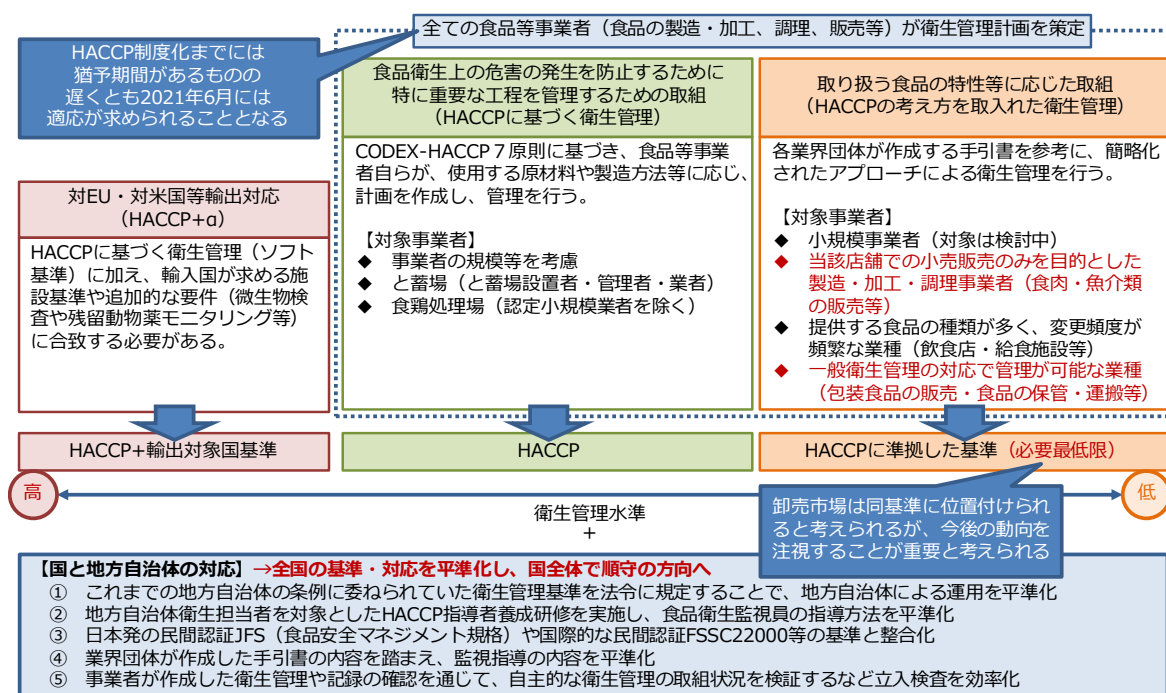 全ての食品等事業者（食品の製造・加工、調理、販売等）が衛生管理計画を策定
HACCP制度化までには
猶予期間があるものの
遅くとも2021年6月には
適応が求められることとなる
対EU・対米国等輸出対応
（HACCP+α）
HACCPに基づく衛生管理（ソフト
基準）に加え、輸入国が求める施
設基準や追加的な要件（微生物検
査や残留動物薬モニタリング等）
に合致する必要がある。
HACCP+輸出対象国基準
食品衛生上の危害の発生を防止するために
特に重要な工程を管理するための取組
（HACCPに基づく衛生管理）
CODEX-HACCP７原則に基づき、食品等事業
者自らが、使用する原材料や製造方法等に応じ、
計画を作成し、管理を行う。
【対象事業者】
◆ 事業者の規模等を考慮
◆ と蓄場（と蓄場設置者・管理者・業者）
◆ 食鶏処理場（認定小規模業者を除く）
HACCP
取り扱う食品の特性等に応じた取組
（HACCPの考え方を取入れた衛生管理）
各業界団体が作成する手引書を参考に、簡略化
されたアプローチによる衛生管理を行う。
【対象事業者】
◆ 小規模事業者（対象は検討中）
◆ 当該店舗での小売販売のみを目的とした
製造・加工・調理事業者（食肉・魚介類
の販売等）
◆ 提供する食品の種類が多く、変更頻度が
頻繁な業種（飲食店・給食施設等）
◆ 一般衛生管理の対応で管理が可能な業種
（包装食品の販売・食品の保管・運搬等）
HACCPに準拠した基準（必要最低限）
高
低
衛生管理水準
+
卸売市場は同基準に位置付けられ
ると考えられるが、今後の動向を
注視することが重要と考えられる
【国と地方自治体の対応】→全国の基準・対応を平準化し、国全体で順守の方向へ
① これまでの地方自治体の条例に委ねられていた衛生管理基準を法令に規定することで、地方自治体による運用を平準化
② 地方自治体衛生担当者を対象としたHACCP指導者養成研修を実施し、食品衛生監視員の指導方法を平準化
③ 日本発の民間認証JFS（食品安全マネジメント規格）や国際的な民間認証FSSC22000等の基準と整合化
④ 業界団体が作成した手引書の内容を踏まえ、監視指導の内容を平準化
⑤ 事業者が作成した衛生管理や記録の確認を通じて、自主的な衛生管理の取組状況を検証するなど立入検査を効率化